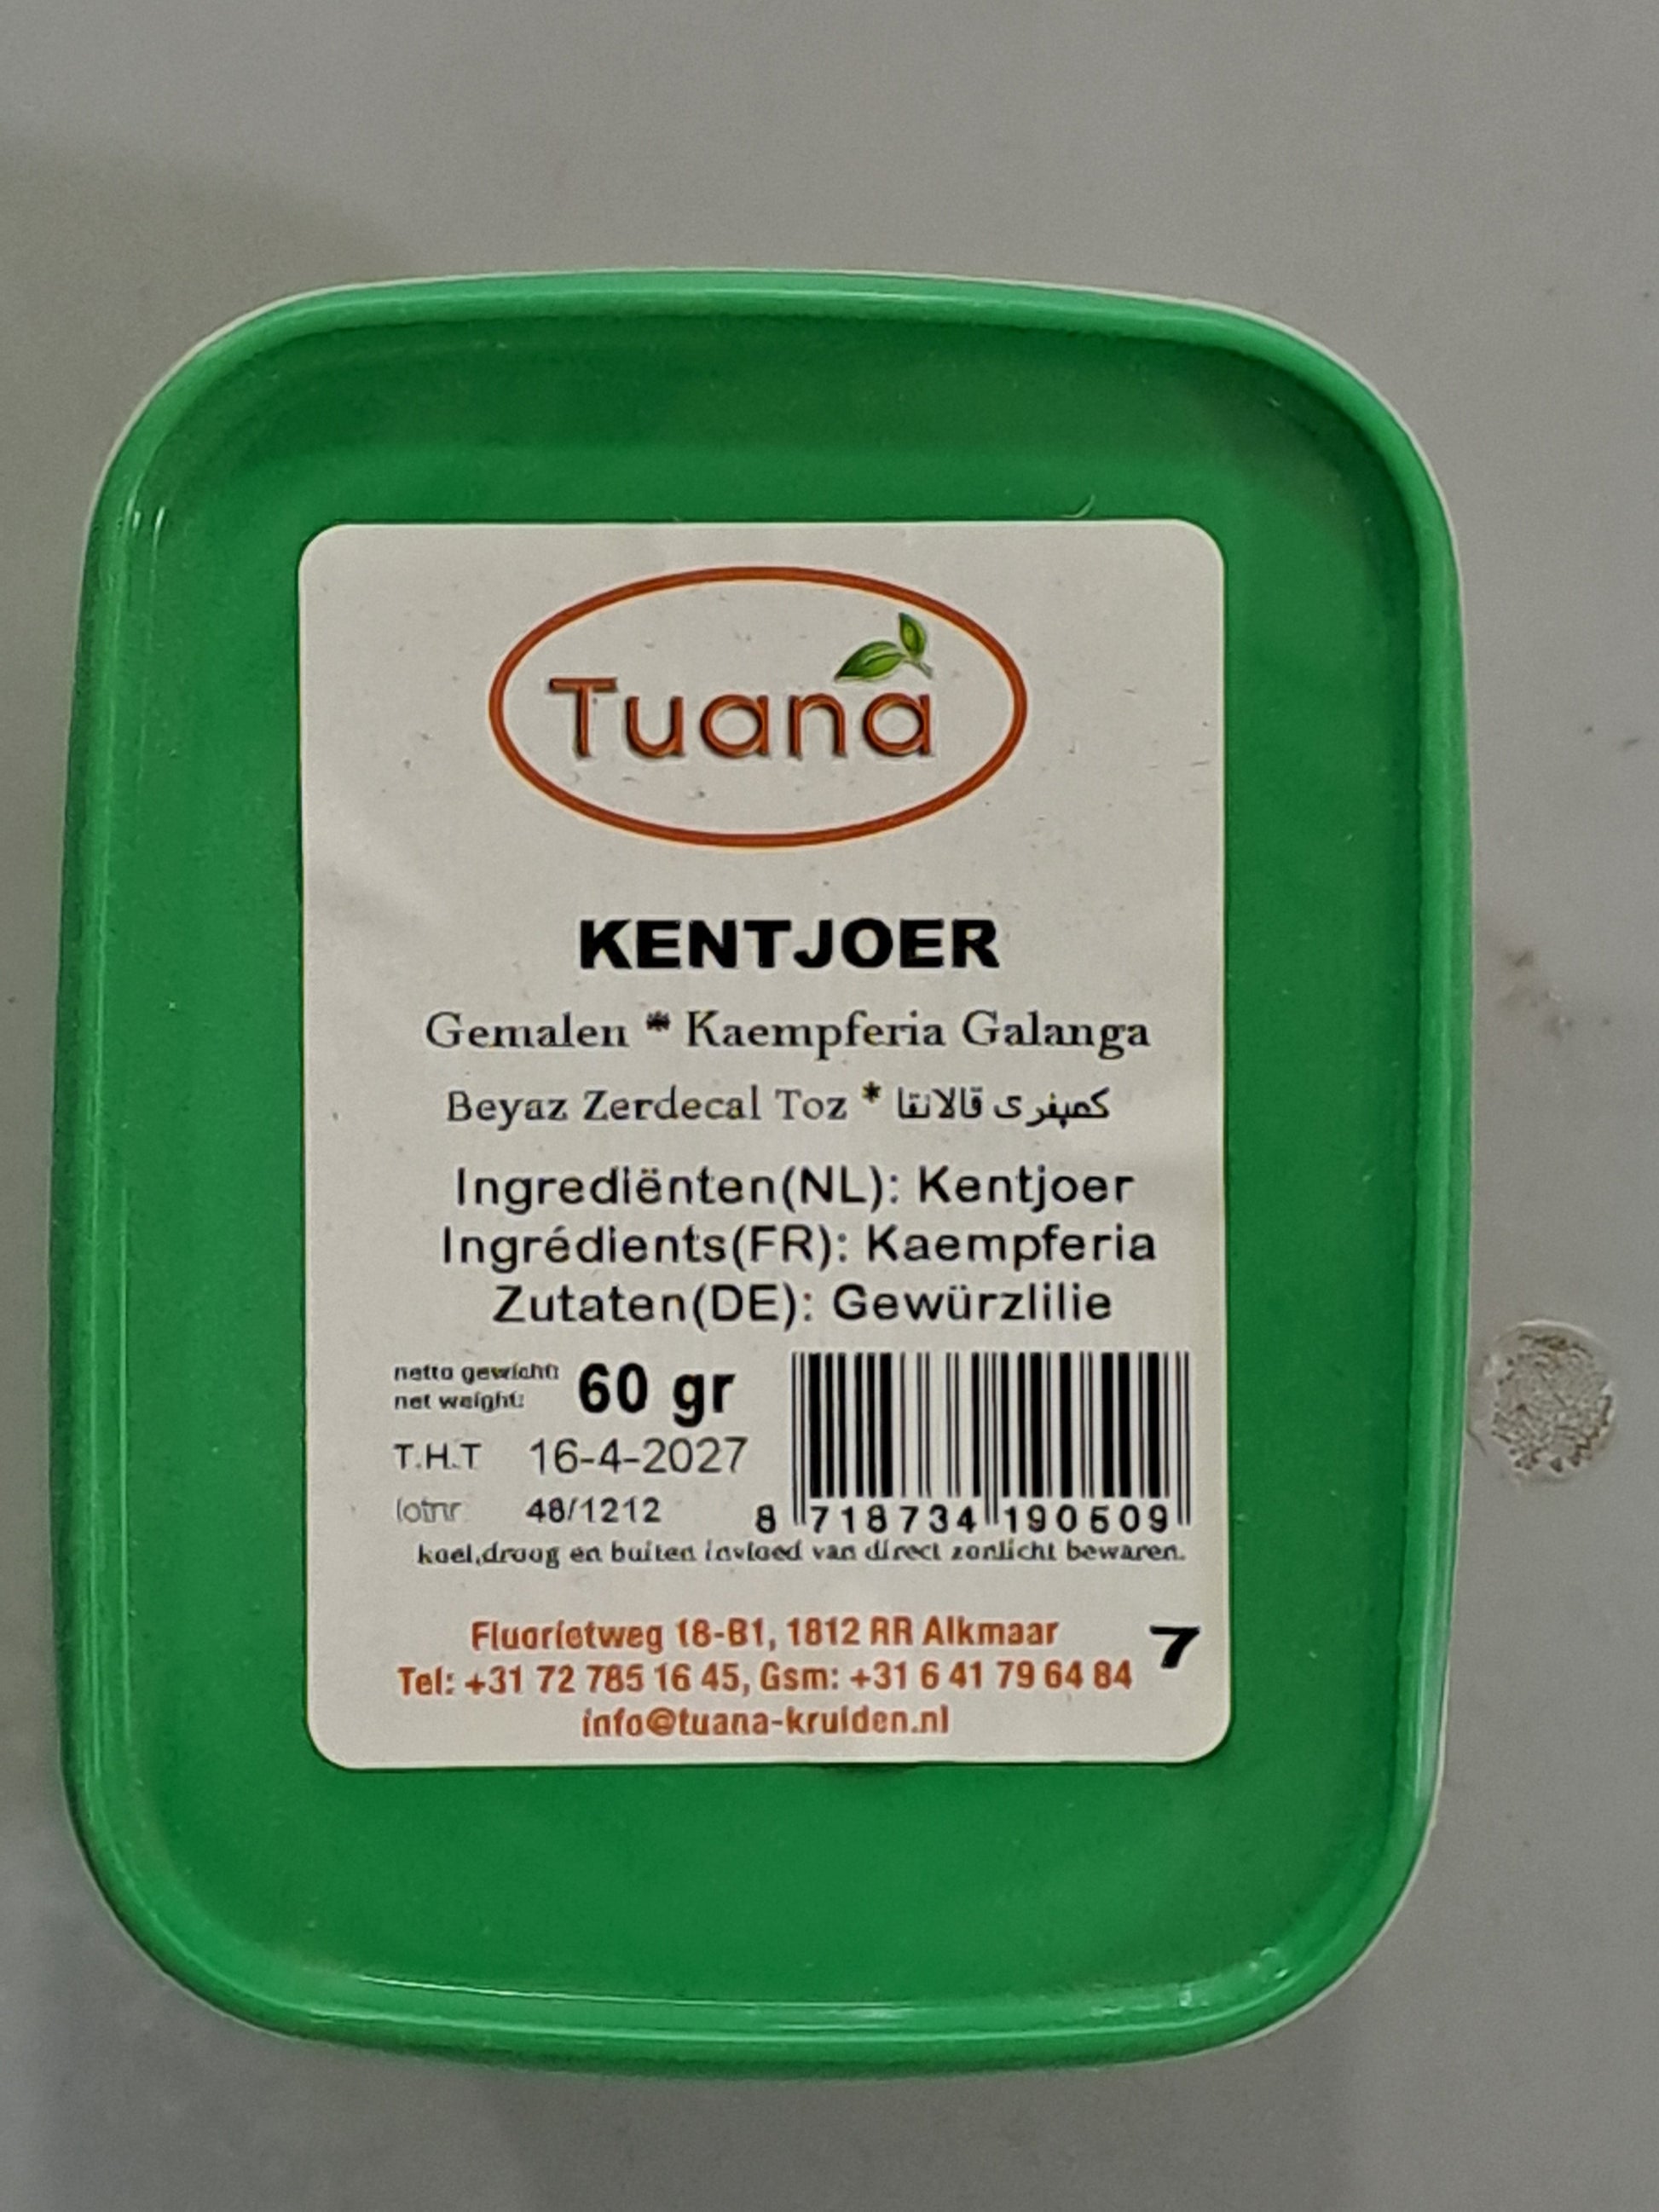 Tuana
KENTJOER
Gemalen * Kaempferia Galanga
Beyaz Zerdecal Toz * كمپفری قالانقا
Ingrediënten(NL): Kentjoer
Ingrédients(FR): Kaempferia
Zutaten(DE): Gewürzlilie
netto gewicht: 60 gr
net weight:
T.H.T 16-4-2027
lotnr 48/1212
8 718734 190609
koel,droog en buiten invloed van direct zonlicht bewaren.
Fluorietweg 18-B1, 1812 RR Alkmaar
7
Tel: +31 72 785 16 45, Gsm: +31 6 41 79 64 84
info@tuana-kruiden.nl